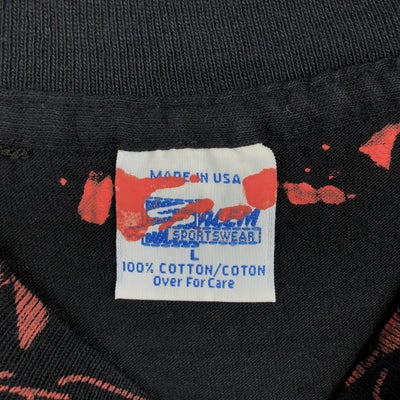 MADE IN USA
SPORTSWEAR
L
100% COTTON/COTON
Over For Care